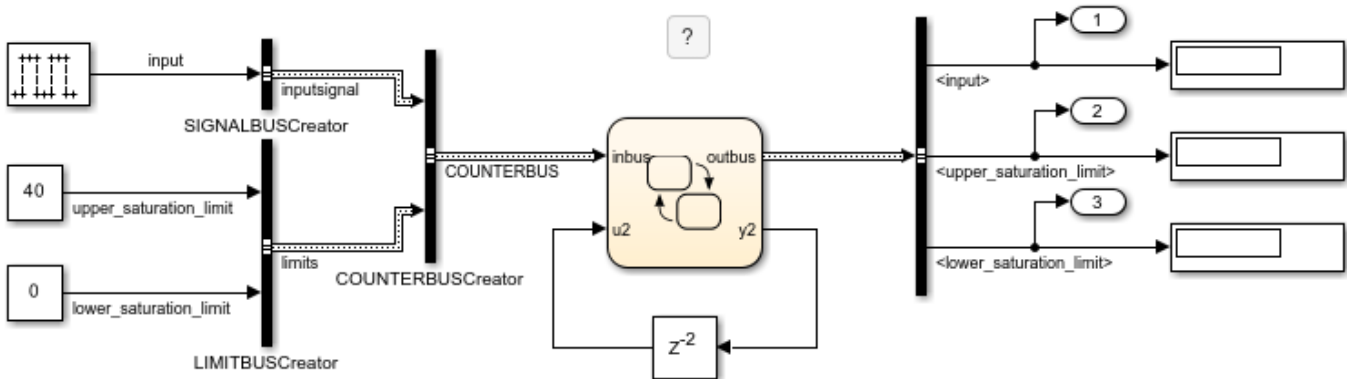 input
inputsignal
SIGNALBUSCreator
40
upper_saturation_limit
0
lower_saturation_limit
limits
LIMITBUSCreator
COUNTERBUS
COUNTERBUSCreator
?
inbus
outbus
u2
y2
Z-2
1
<input>
2
<upper_saturation_limit>
3
<lower_saturation_limit>